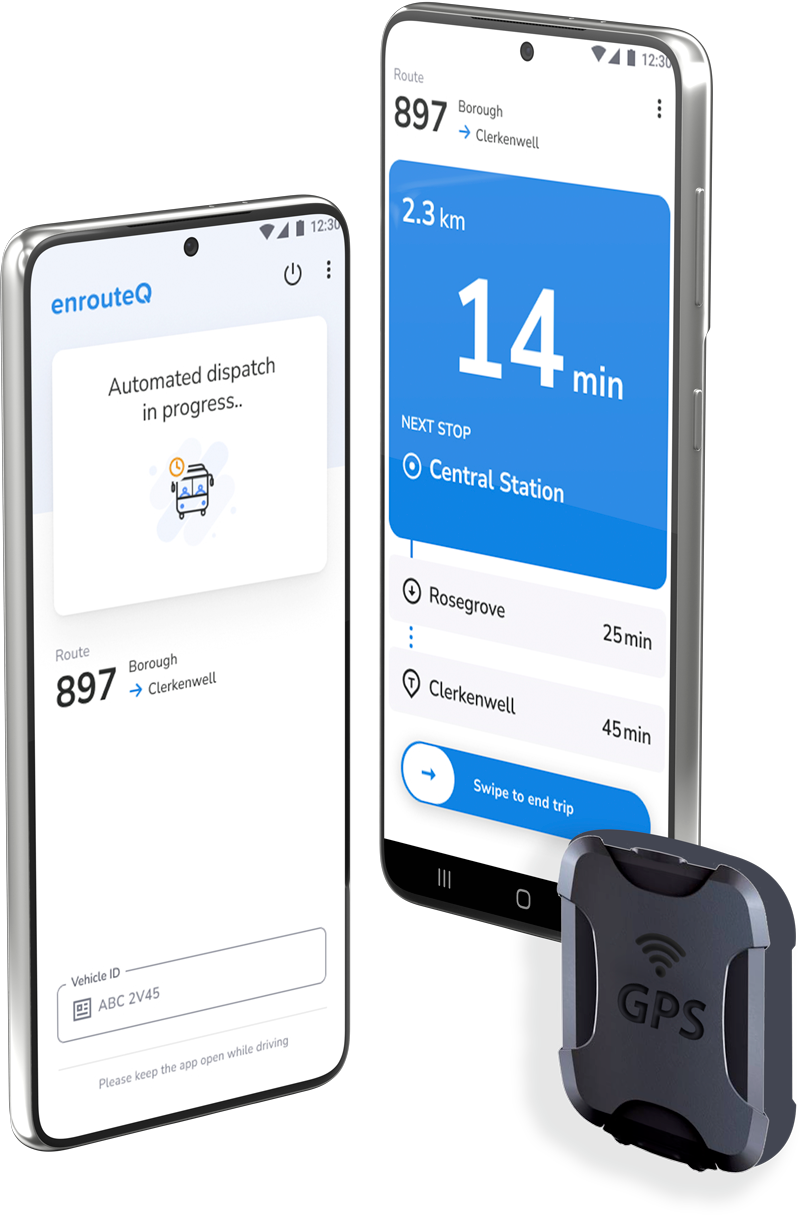 12:30
enrouteQ
Automated dispatch
in progress..
Route
897
Borough
→ Clerkenwell
Vehicle ID
ABC 2V45
Please keep the app open while driving
12:30
Route
897
Borough
→ Clerkenwell
2.3 km
14 min
NEXT STOP
Central Station
Rosegrove
25 min
T
Clerkenwell
45 min
→
Swipe to end trip
GPS